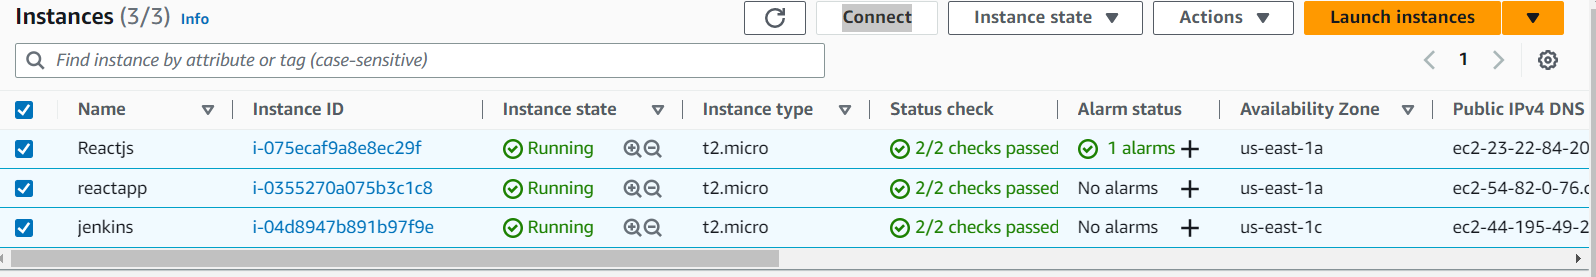 Instances (3/3) Info Connect Instance state Actions Launch instances
Find instance by attribute or tag (case-sensitive) 1
Name Instance ID Instance state Instance type Status check Alarm status Availability Zone Public IPv4 DNS
Reactjs i-075ecaf9a8e8ec29f Running t2.micro 2/2 checks passed 1 alarms + us-east-1a ec2-23-22-84-20
reactapp i-0355270a075b3c1c8 Running t2.micro 2/2 checks passed No alarms + us-east-1a ec2-54-82-0-76.c
jenkins i-04d8947b891b97f9e Running t2.micro 2/2 checks passed No alarms + us-east-1c ec2-44-195-49-2